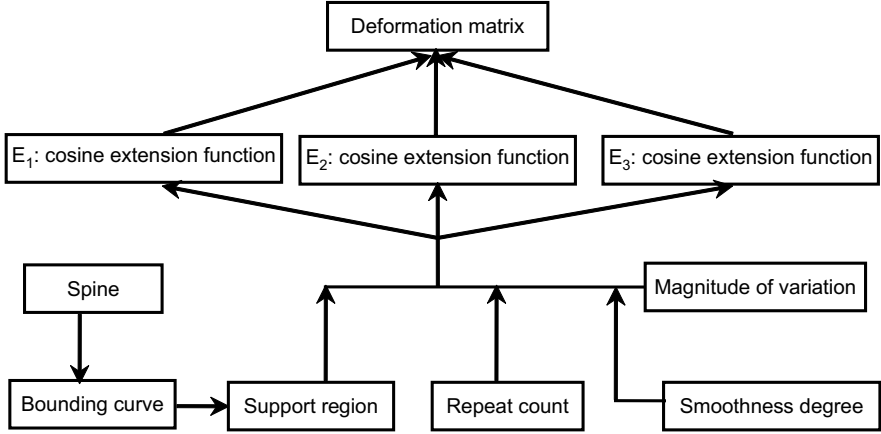 Deformation matrix
E₁: cosine extension function
E₂: cosine extension function
E₃: cosine extension function
Spine
Magnitude of variation
Bounding curve
Support region
Repeat count
Smoothness degree